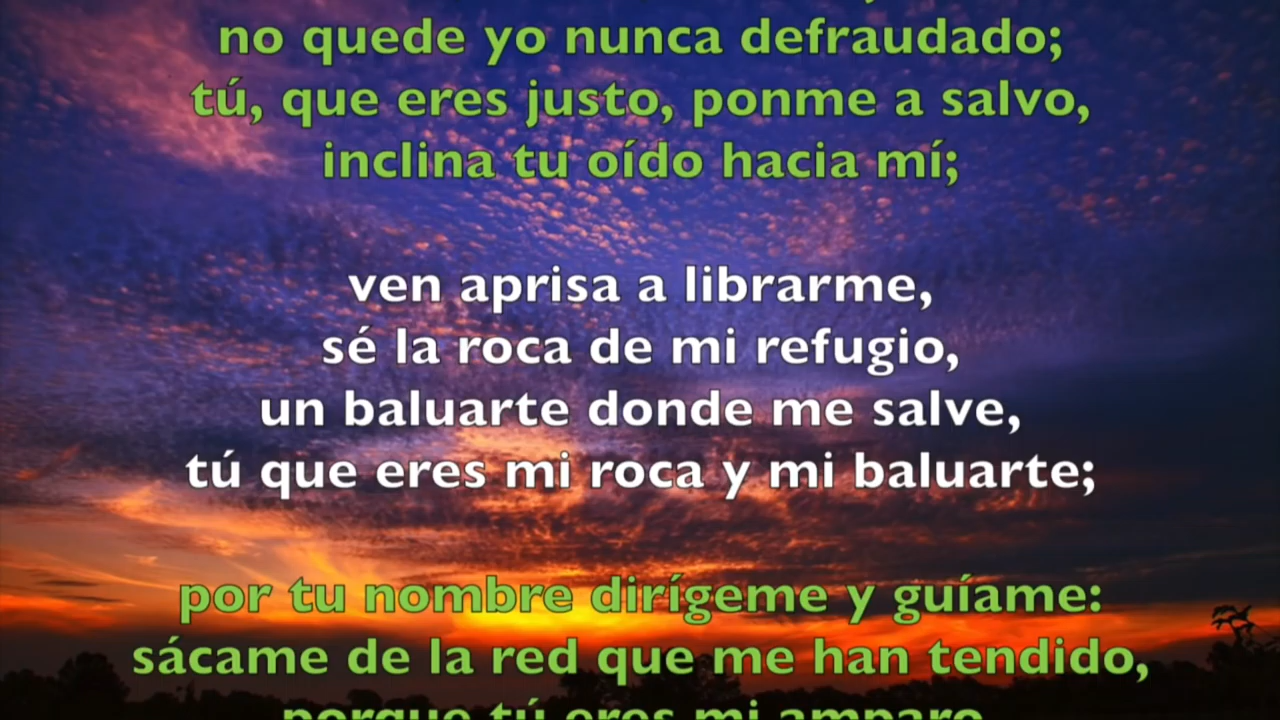 no quede yo nunca defraudado;
tú, que eres justo, ponme a salvo,
inclina tu oído hacia mí;
ven aprisa a librarme,
sé la roca de mi refugio,
un baluarte donde me salve,
tú que eres mi roca y mi baluarte;
por tu nombre dirígeme y guíame:
sácame de la red que me han tendido,
porque tú eres mi amparo